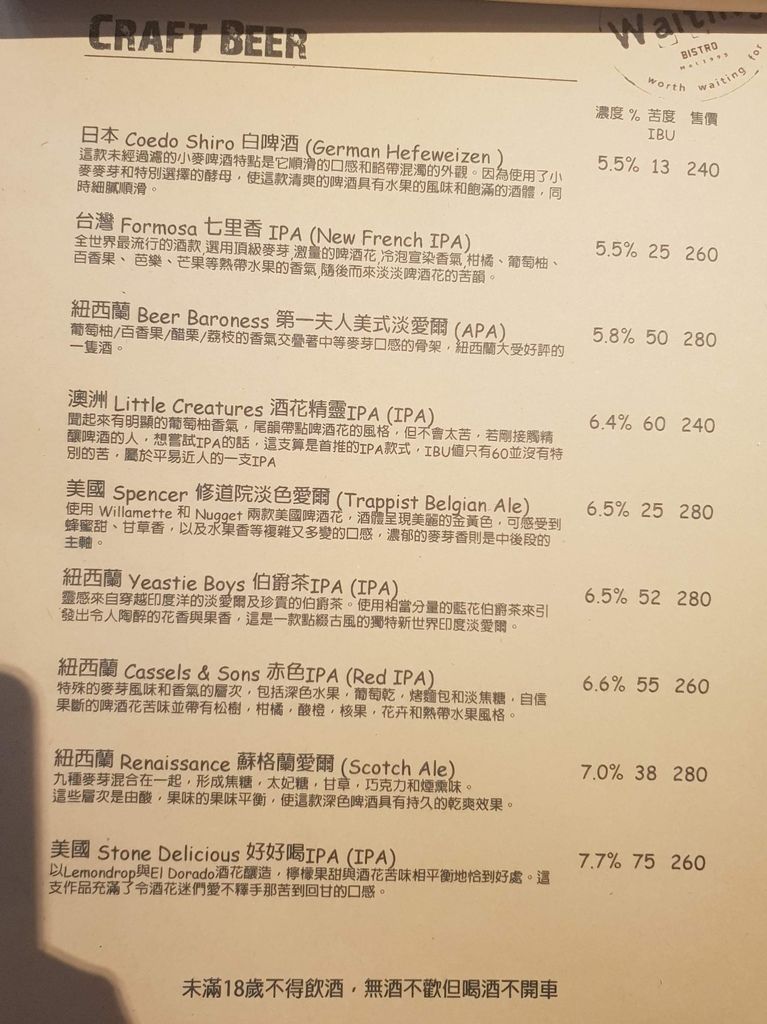 CRAFT BEER
Waiting
BISTRO
worth waiting for
濃度 % 苦度 售價
IBU
日本 Coedo Shiro 白啤酒 (German Hefeweizen )
5.5% 13 240
這款未經過濾的小麥啤酒特點是它順滑的口感和略帶混濁的外觀。因為使用了小
麥麥芽和特別選擇的酵母，使這款清爽的啤酒具有水果的風味和飽滿的酒體，同
時細膩順滑。
台灣 Formosa 七里香 IPA (New French IPA)
5.5% 25 260
全世界最流行的酒款 選用頂級麥芽,激量的啤酒花,冷泡宣染香氣,柑橘、葡萄柚、
百香果、 芭樂、芒果等熱帶水果的香氣,隨後而來淡淡啤酒花的苦韻。
紐西蘭 Beer Baroness 第一夫人美式淡愛爾 (APA)
5.8% 50 280
葡萄柚/百香果/醋栗/荔枝的香氣交疊著中等麥芽口感的骨架，紐西蘭大受好評的
一隻酒。
澳洲 Little Creatures 酒花精靈IPA (IPA)
6.4% 60 240
聞起來有明顯的葡萄柚香氣，尾韻帶點啤酒花的風格，但不會太苦，若剛接觸精
釀啤酒的人，想嘗試IPA的話，這支算是首推的IPA款式，IBU值只有60並沒有特
別的苦，屬於平易近人的一支IPA
美國 Spencer 修道院淡色愛爾 (Trappist Belgian Ale)
6.5% 25 280
使用 Willamette 和 Nugget 兩款美國啤酒花，酒體呈現美麗的金黃色，可感受到
蜂蜜甜、甘草香，以及水果香等複雜又多變的口感，濃郁的麥芽香則是中後段的
主軸。
紐西蘭 Yeastie Boys 伯爵茶IPA (IPA)
6.5% 52 280
靈感來自穿越印度洋的淡愛爾及珍貴的伯爵茶。使用相當分量的藍花伯爵茶來引
發出令人陶醉的花香與果香，這是一款點綴古風的獨特新世界印度淡愛爾。
紐西蘭 Cassels & Sons 赤色IPA (Red IPA)
6.6% 55 260
特殊的麥芽風味和香氣的層次，包括深色水果，葡萄乾，烤麵包和淡焦糖，自信
果斷的啤酒花苦味並帶有松樹，柑橘，酸橙，核果，花卉和熱帶水果風格。
紐西蘭 Renaissance 蘇格蘭愛爾 (Scotch Ale)
7.0% 38 280
九種麥芽混合在一起，形成焦糖，太妃糖，甘草，巧克力和煙熏味。
這些層次是由酸，果味的果味平衡，使這款深色啤酒具有持久的乾爽效果。
美國 Stone Delicious 好好喝IPA (IPA)
7.7% 75 260
以Lemondrop與El Dorado酒花釀造，檸檬果甜與酒花苦味相平衡地恰到好處。這
支作品充滿了令酒花迷們愛不釋手那苦到回甘的口感。
未滿18歲不得飲酒，無酒不歡但喝酒不開車